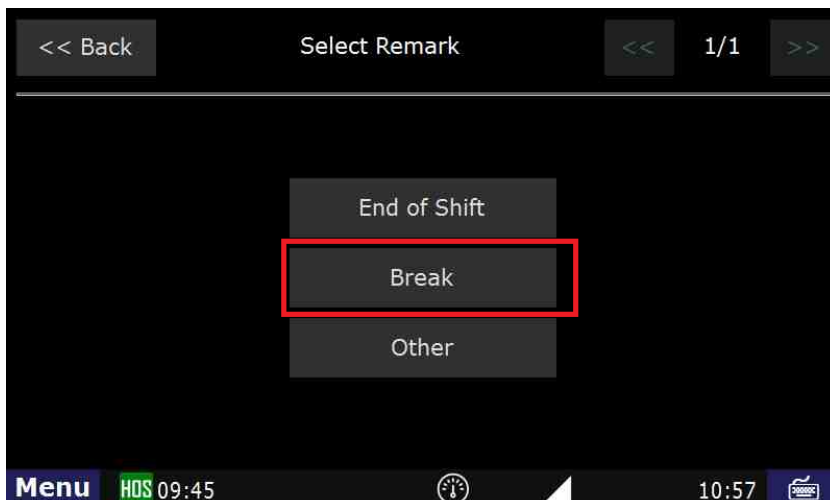 << Back Select Remark << 1/1 >>
End of Shift
Break
Other
Menu HOS 09:45 10:57